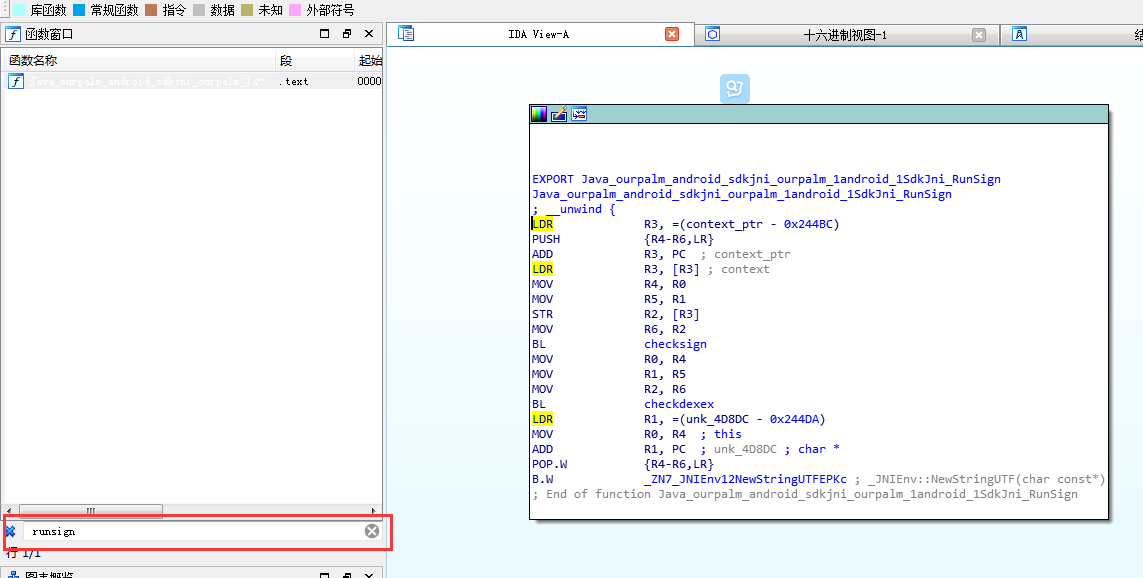 库函数 常规函数 指令 数据 未知 外部符号
函数窗口
函数名称 段 起始
.text 0000
runsign
行 1/1
图表概览
IDA View-A 十六进制视图-1 结
EXPORT Java_ourpalm_android_sdkjni_ourpalm_1android_1SdkJni_RunSign
Java_ourpalm_android_sdkjni_ourpalm_1android_1SdkJni_RunSign
; __unwind {
LDR R3, =(context_ptr - 0x244BC)
PUSH {R4-R6,LR}
ADD R3, PC ; context_ptr
LDR R3, [R3] ; context
MOV R4, R0
MOV R5, R1
STR R2, [R3]
MOV R6, R2
BL checksign
MOV R0, R4
MOV R1, R5
MOV R2, R6
BL checkdexex
LDR R1, =(unk_4D8DC - 0x244DA)
MOV R0, R4 ; this
ADD R1, PC ; unk_4D8DC ; char *
POP.W {R4-R6,LR}
B.W _ZN7_JNIEnv12NewStringUTFEPKc ; _JNIEnv::NewStringUTF(char const*)
; End of function Java_ourpalm_android_sdkjni_ourpalm_1android_1SdkJni_RunSign